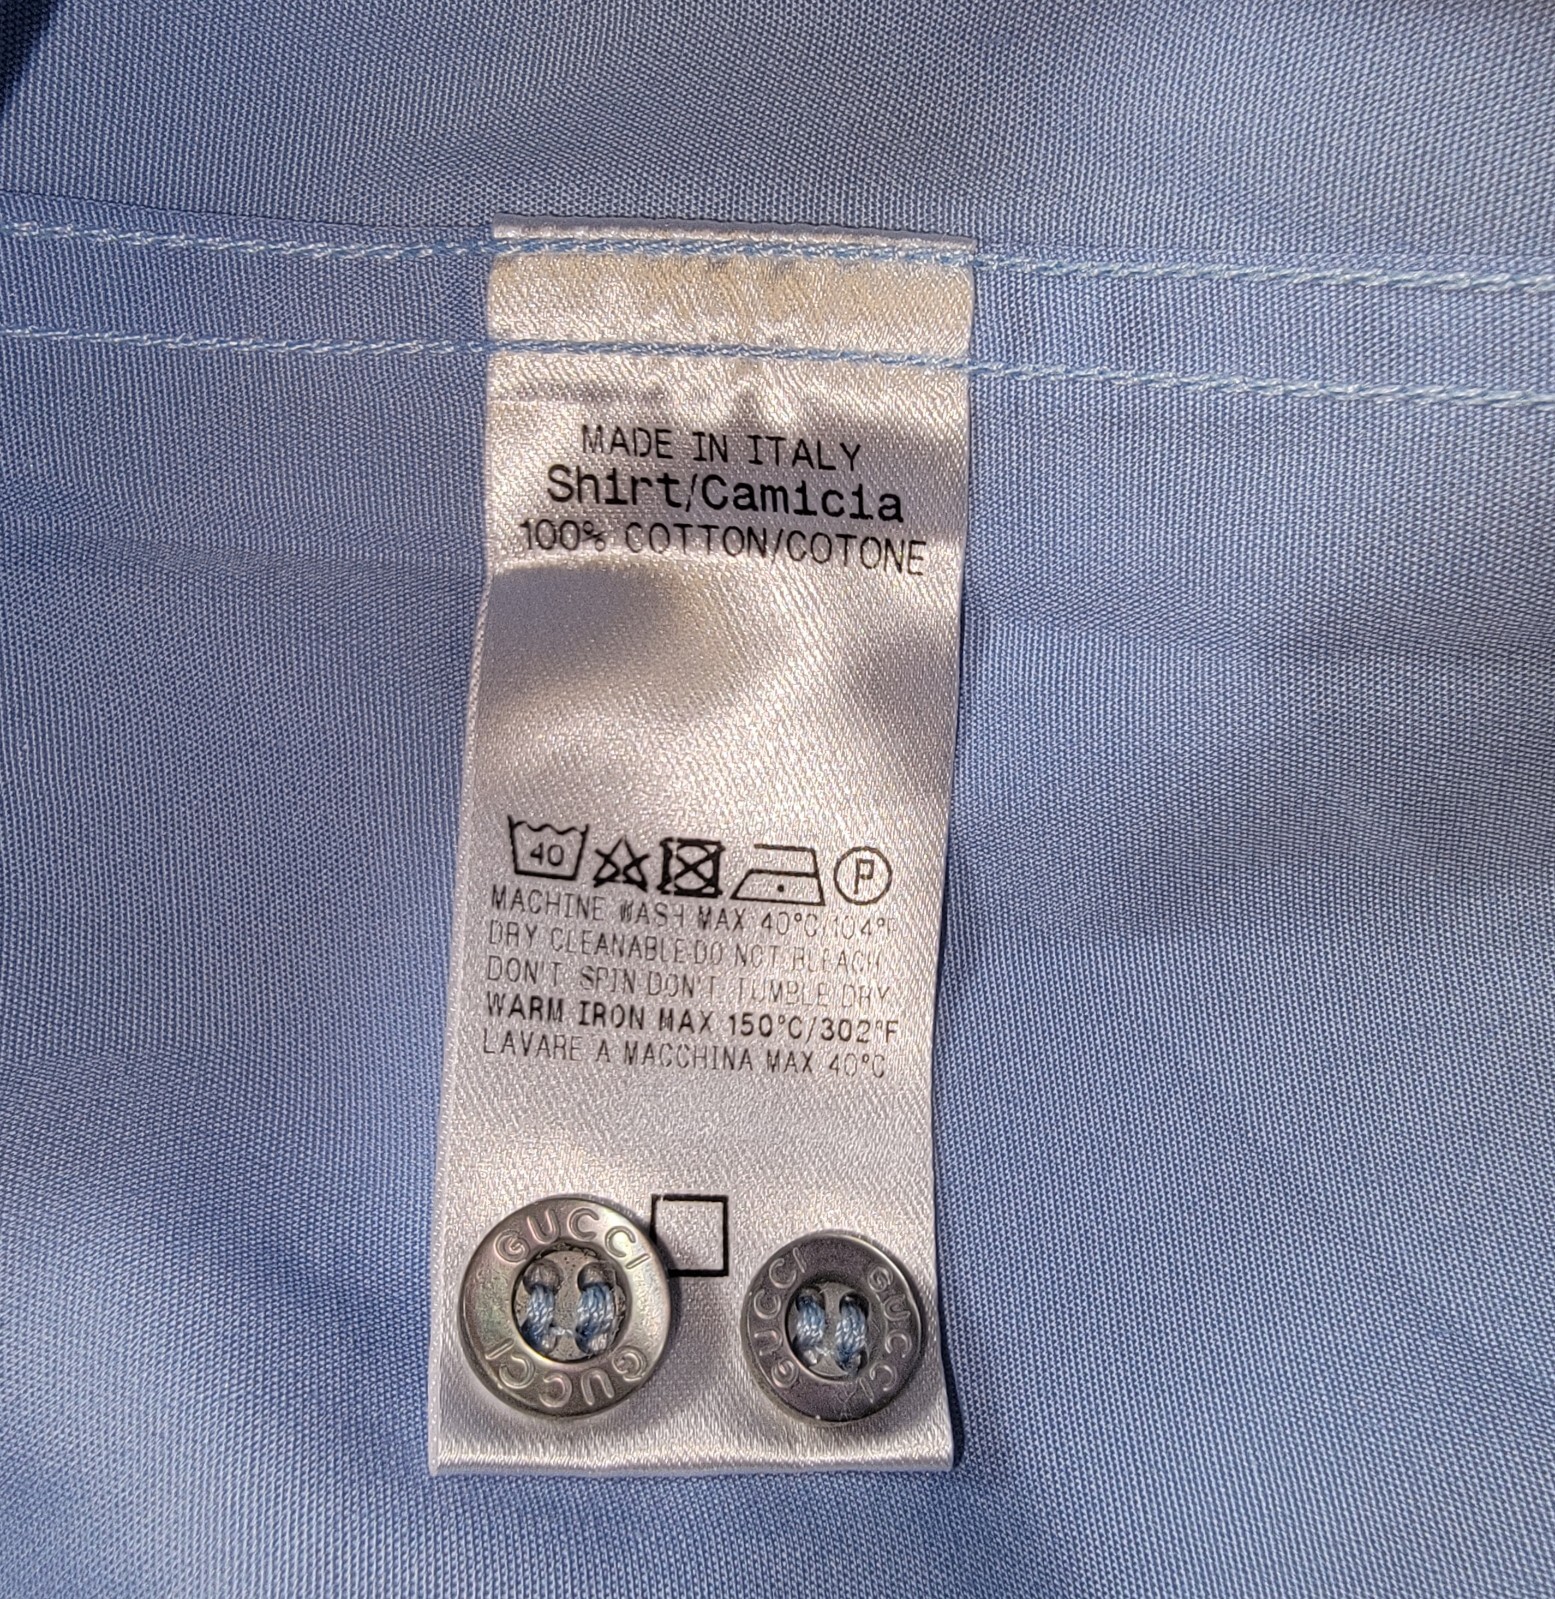 MADE IN ITALY
Shirt/Camicia
100% COTTON/COTONE
40
P
MACHINE WASH MAX 40°C/104°F
DRY CLEANABLE-DO NOT BLEACH
DON'T SPIN-DON'T TUMBLE DRY
WARM IRON MAX 150°C/302°F
LAVARE A MACCHINA MAX 40°C
GUCCI GUCCI
GUCCI GUCCI